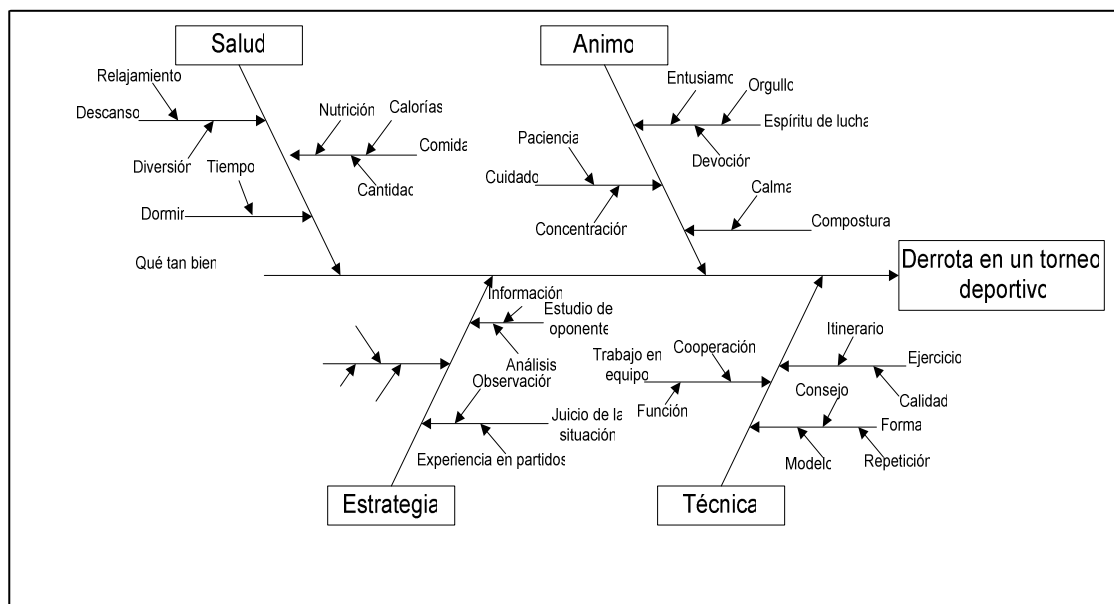 Salud
Animo
Relajamiento
Entusiamo
Orgullo
Descanso
Nutrición
Calorías
Espíritu de lucha
Paciencia
Comida
Diversión
Tiempo
Devoción
Cuidado
Cantidad
Calma
Dormir
Concentración
Compostura
Qué tan bien
Derrota en un torneo
deportivo
Información
Estudio de
oponente
Itinerario
Cooperación
Trabajo en
equipo
Ejercicio
Análisis
Observación
Consejo
Calidad
Función
Juicio de la
situación
Forma
Experiencia en partidos
Modelo
Repetición
Estrategia
Técnica